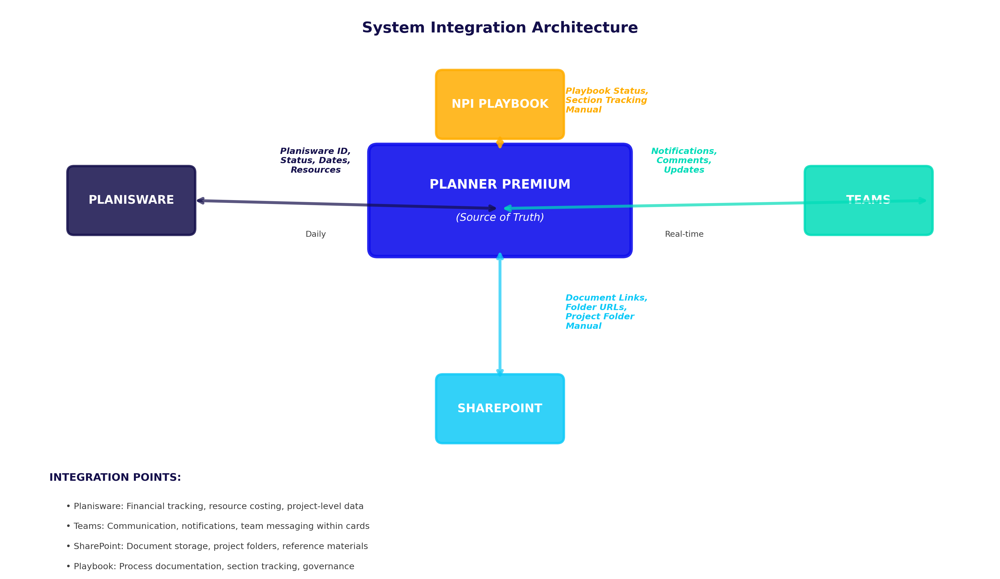 System Integration Architecture
NPI PLAYBOOK
Playbook Status,
Section Tracking
Manual
Planisware ID,
Status, Dates,
Resources
Notifications,
Comments,
Updates
PLANISWARE
PLANNER PREMIUM
(Source of Truth)
TEAMS
Daily
Real-time
Document Links,
Folder URLs,
Project Folder
Manual
SHAREPOINT
INTEGRATION POINTS:
• Planisware: Financial tracking, resource costing, project-level data
• Teams: Communication, notifications, team messaging within cards
• SharePoint: Document storage, project folders, reference materials
• Playbook: Process documentation, section tracking, governance